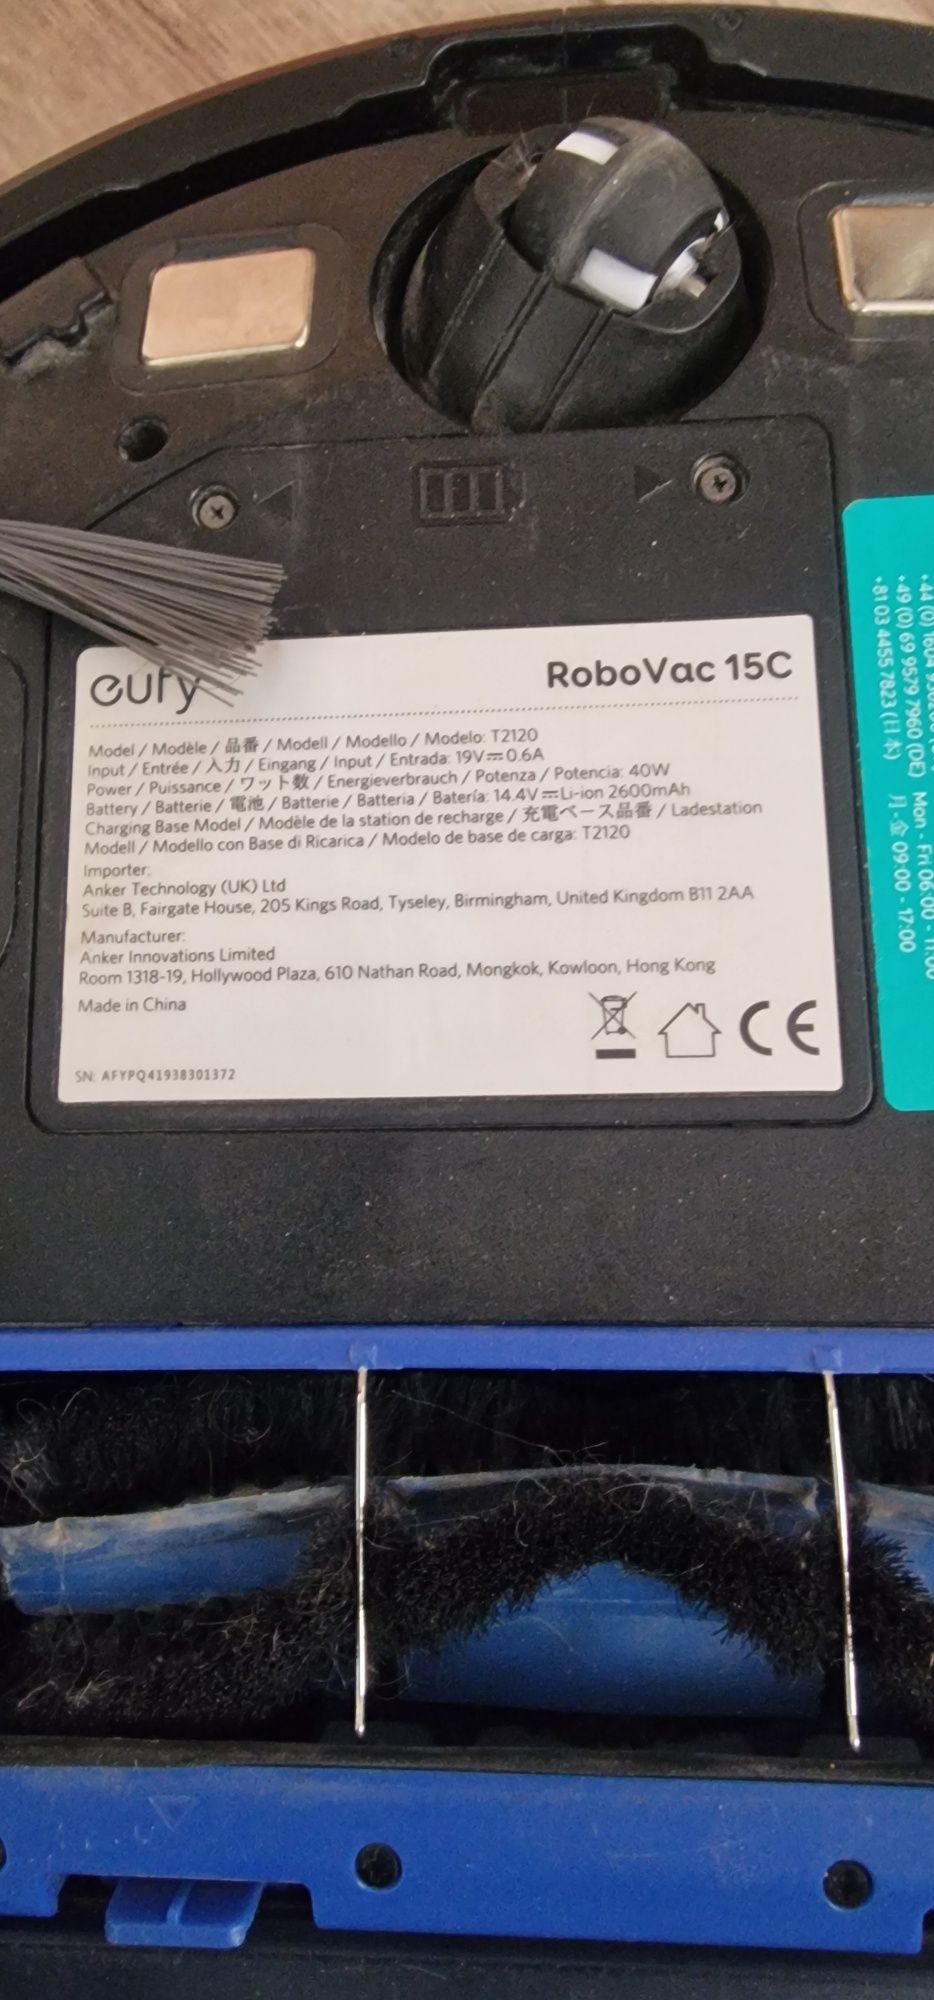 eufy
RoboVac 15C
Model / Modèle / 品番 / Modell / Modello / Modelo: T2120
Input / Entrée / 入力 / Eingang / Input / Entrada: 19V⎓0.6A
Power / Puissance / ワット数 / Energieverbrauch / Potenza / Potencia: 40W
Battery / Batterie / 電池 / Batterie / Batteria / Batería: 14.4V⎓Li-ion 2600mAh
Charging Base Model / Modèle de la station de recharge / 充電ベース品番 / Ladestation
Modell / Modello con Base di Ricarica / Modelo de base de carga: T2120
Importer:
Anker Technology (UK) Ltd
Suite B, Fairgate House, 205 Kings Road, Tyseley, Birmingham, United Kingdom B11 2AA
Manufacturer:
Anker Innovations Limited
Room 1318-19, Hollywood Plaza, 610 Nathan Road, Mongkok, Kowloon, Hong Kong
Made in China
CE
SN: AFYPQ41938301372
+44 (0) 1604
+49 (0) 69 9579 7960 (DE) Mon - Fri 06:00 - 11:00
+81 03 4455 7823 (日本) 月-金 09:00 - 17:00